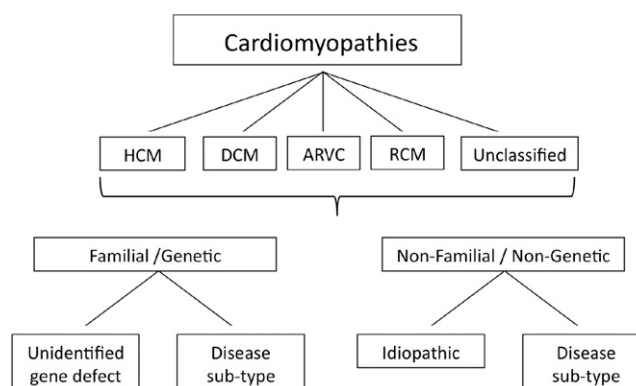 Cardiomyopathies
HCM
DCM
ARVC
RCM
Unclassified
Familial /Genetic
Non-Familial / Non-Genetic
Unidentified
gene defect
Disease
sub-type
Idiopathic
Disease
sub-type